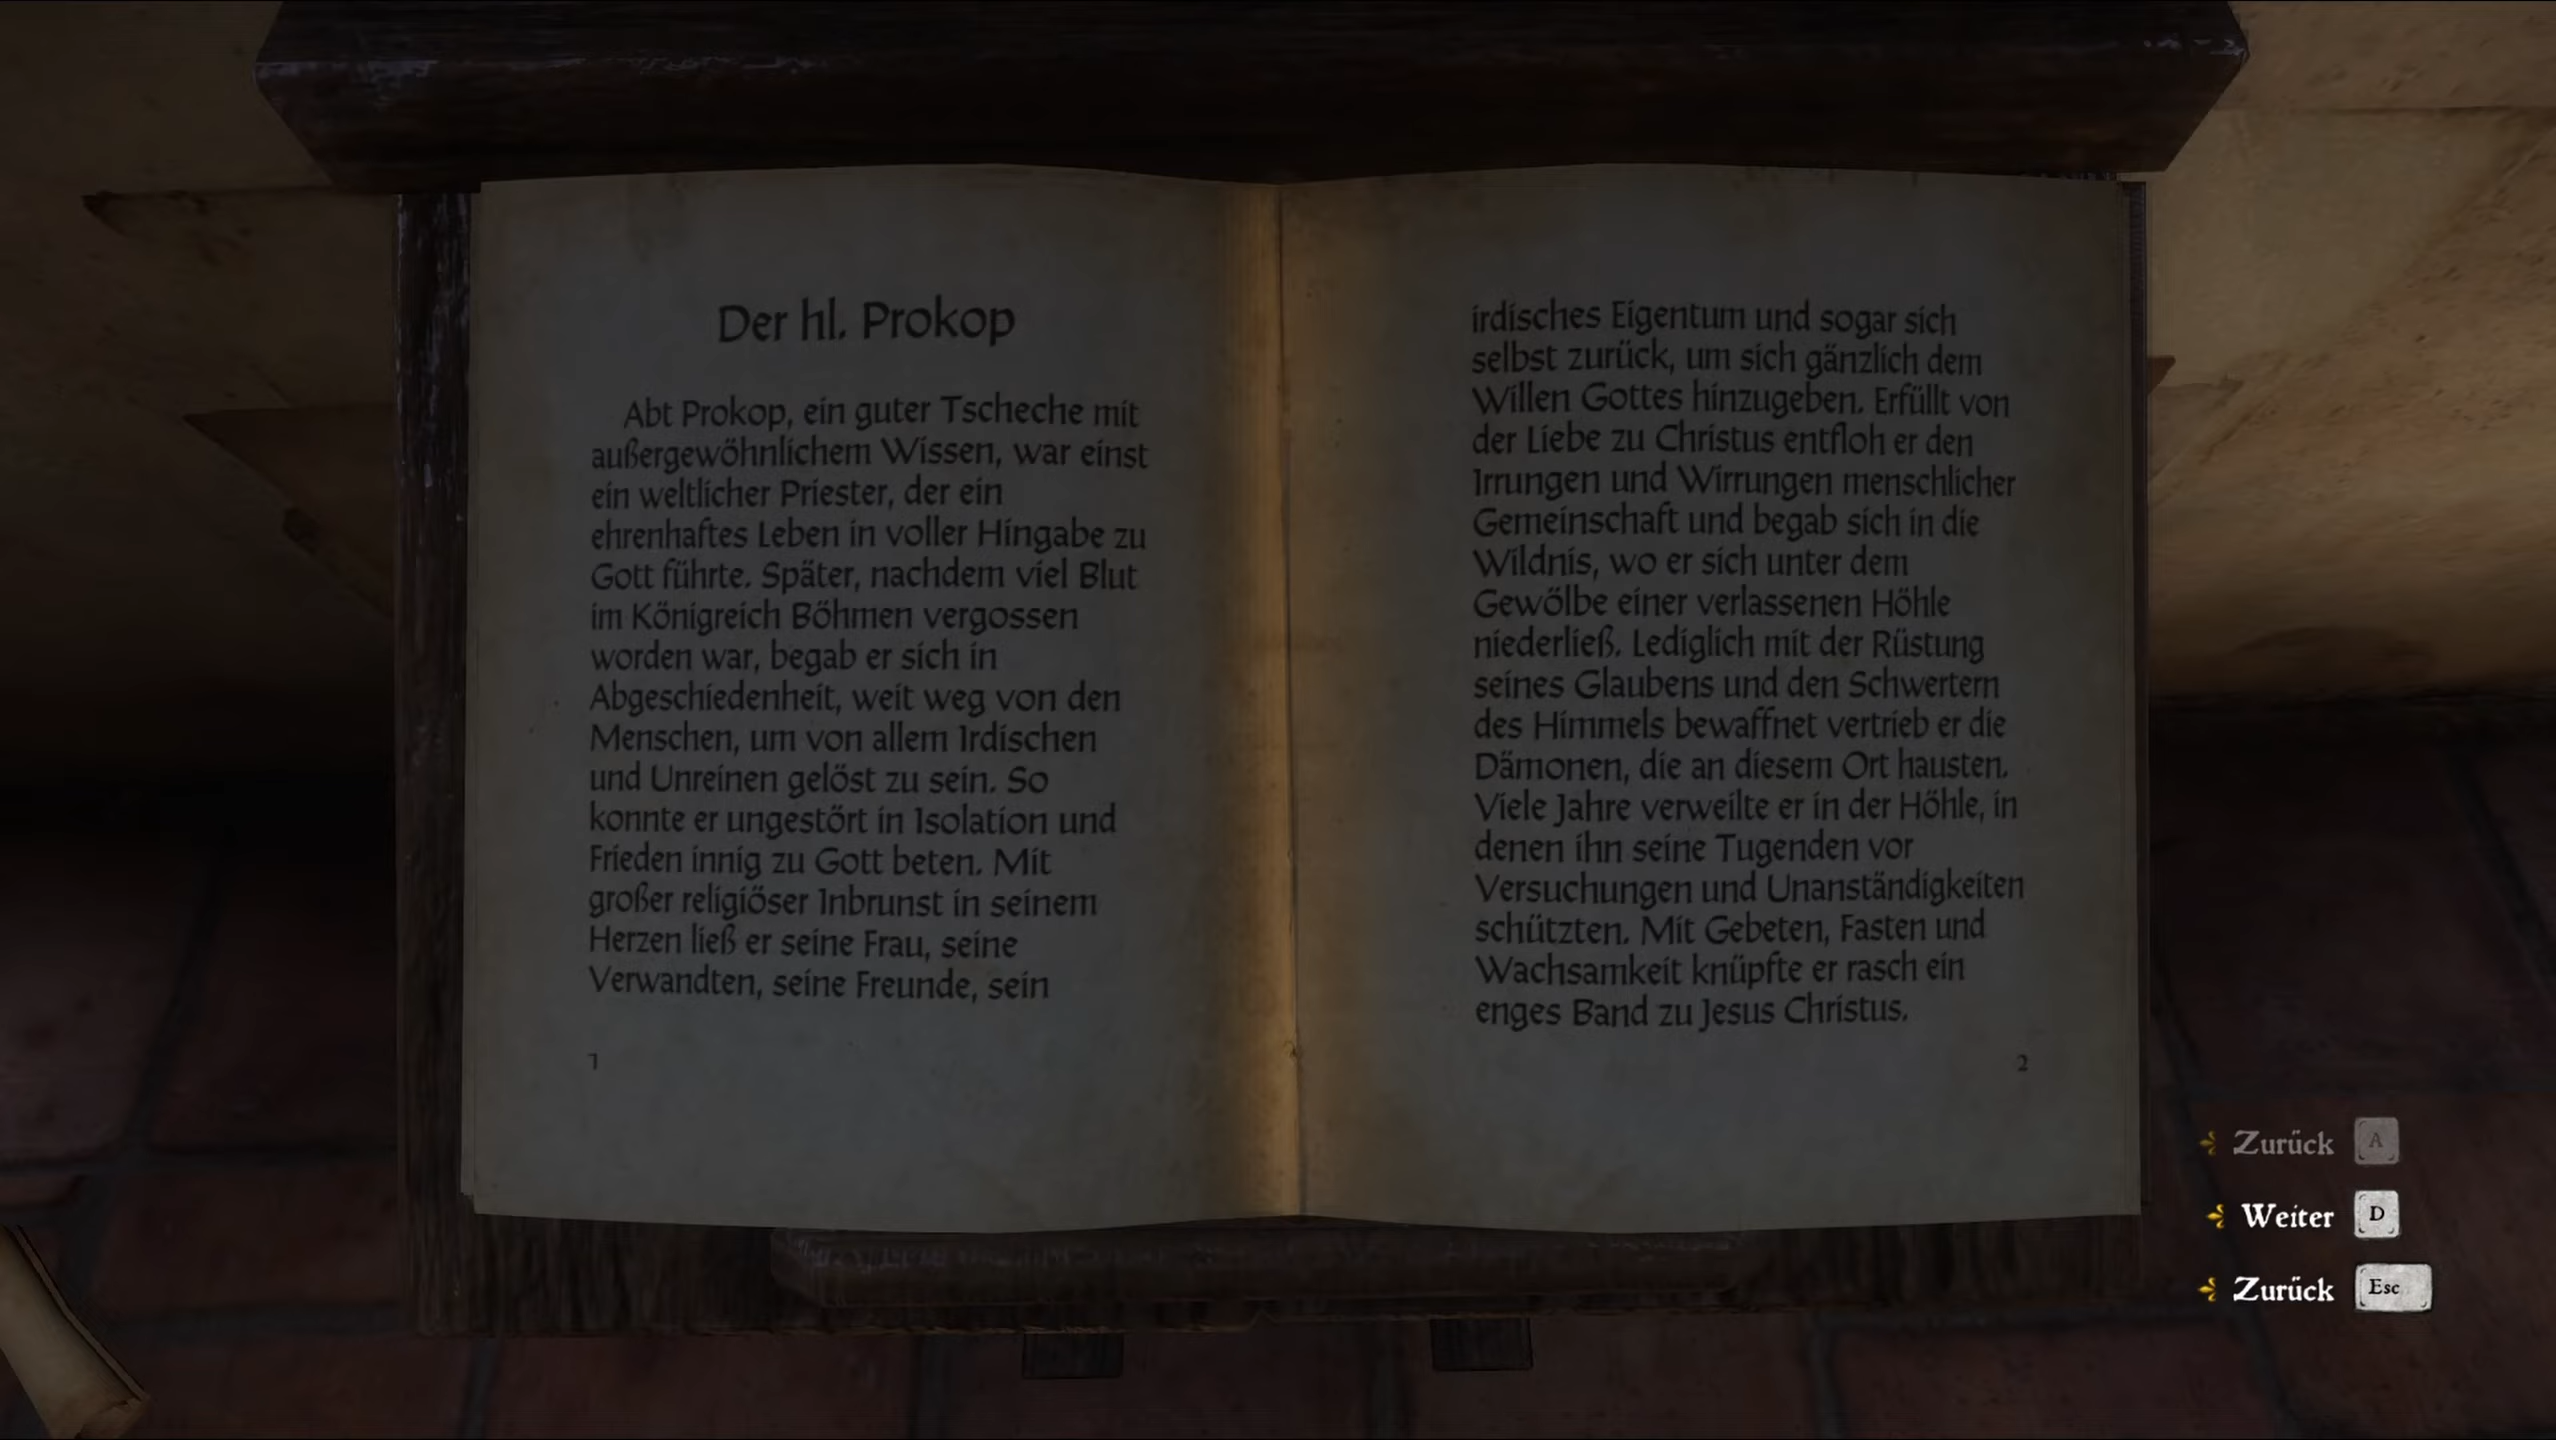 Der hl. Prokop
Abt Prokop, ein guter Tscheche mit
außergewöhnlichem Wissen, war einst
ein weltlicher Priester, der ein
ehrenhaftes Leben in voller Hingabe zu
Gott führte. Später, nachdem viel Blut
im Königreich Böhmen vergossen
worden war, begab er sich in
Abgeschiedenheit, weit weg von den
Menschen, um von allem Irdischen
und Unreinen gelöst zu sein. So
konnte er ungestört in Isolation und
Frieden innig zu Gott beten. Mit
großer religiöser Inbrunst in seinem
Herzen ließ er seine Frau, seine
Verwandten, seine Freunde, sein
1
irdisches Eigentum und sogar sich
selbst zurück, um sich gänzlich dem
Willen Gottes hinzugeben. Erfüllt von
der Liebe zu Christus entfloh er den
Irrungen und Wirrungen menschlicher
Gemeinschaft und begab sich in die
Wildnis, wo er sich unter dem
Gewölbe einer verlassenen Höhle
niederließ. Lediglich mit der Rüstung
seines Glaubens und den Schwertern
des Himmels bewaffnet vertrieb er die
Dämonen, die an diesem Ort hausten.
Viele Jahre verweilte er in der Höhle, in
denen ihn seine Tugenden vor
Versuchungen und Unanständigkeiten
schützten. Mit Gebeten, Fasten und
Wachsamkeit knüpfte er rasch ein
enges Band zu Jesus Christus.
2
Zurück A
Weiter D
Zurück Esc